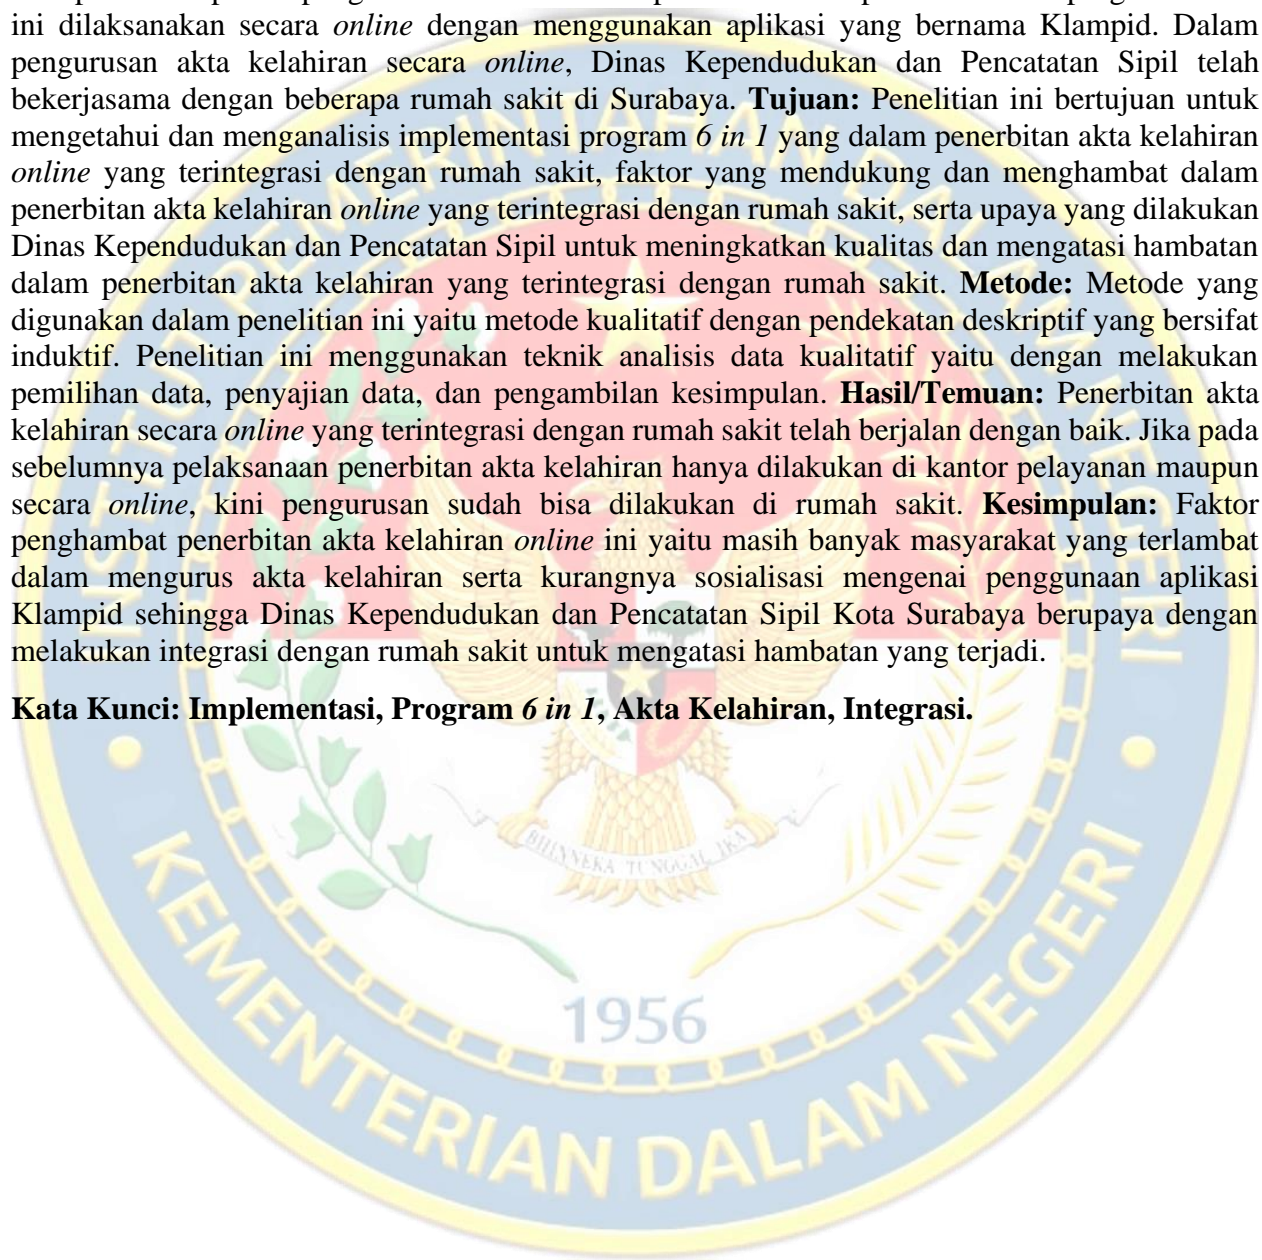 ini dilaksanakan secara online dengan menggunakan aplikasi yang bernama Klampid. Dalam
pengurusan akta kelahiran secara online, Dinas Kependudukan dan Pencatatan Sipil telah
bekerjasama dengan beberapa rumah sakit di Surabaya. Tujuan: Penelitian ini bertujuan untuk
mengetahui dan menganalisis implementasi program 6 in 1 yang dalam penerbitan akta kelahiran
online yang terintegrasi dengan rumah sakit, faktor yang mendukung dan menghambat dalam
penerbitan akta kelahiran online yang terintegrasi dengan rumah sakit, serta upaya yang dilakukan
Dinas Kependudukan dan Pencatatan Sipil untuk meningkatkan kualitas dan mengatasi hambatan
dalam penerbitan akta kelahiran yang terintegrasi dengan rumah sakit. Metode: Metode yang
digunakan dalam penelitian ini yaitu metode kualitatif dengan pendekatan deskriptif yang bersifat
induktif. Penelitian ini menggunakan teknik analisis data kualitatif yaitu dengan melakukan
pemilihan data, penyajian data, dan pengambilan kesimpulan. Hasil/Temuan: Penerbitan akta
kelahiran secara online yang terintegrasi dengan rumah sakit telah berjalan dengan baik. Jika pada
sebelumnya pelaksanaan penerbitan akta kelahiran hanya dilakukan di kantor pelayanan maupun
secara online, kini pengurusan sudah bisa dilakukan di rumah sakit. Kesimpulan: Faktor
penghambat penerbitan akta kelahiran online ini yaitu masih banyak masyarakat yang terlambat
dalam mengurus akta kelahiran serta kurangnya sosialisasi mengenai penggunaan aplikasi
Klampid sehingga Dinas Kependudukan dan Pencatatan Sipil Kota Surabaya berupaya dengan
melakukan integrasi dengan rumah sakit untuk mengatasi hambatan yang terjadi.
Kata Kunci: Implementasi, Program 6 in 1, Akta Kelahiran, Integrasi.
INSTITUT PEMERINTAHAN DALAM NEGERI
BHINNEKA TUNGGAL IKA
1956
KEMENTERIAN DALAM NEGERI